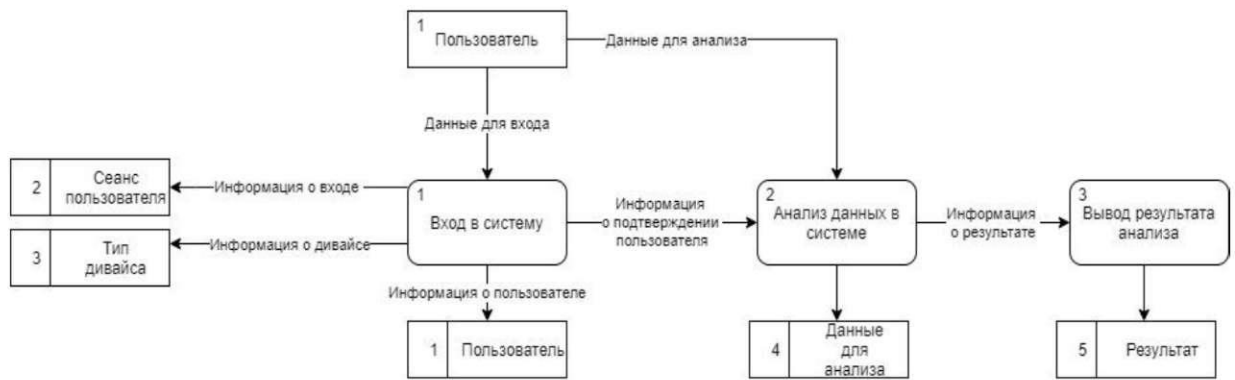 1
Пользователь
Данные для анализа
Данные для входа
2
Сеанс
пользователя
Информация о входе
1
Вход в систему
Информация
о подтверждении
пользователя
2
Анализ данных в
системе
Информация
о результате
3
Вывод результата
анализа
3
Тип
дивайса
Информация о дивайсе
Информация о пользователе
1
Пользователь
4
Данные
для
анализа
5
Результат